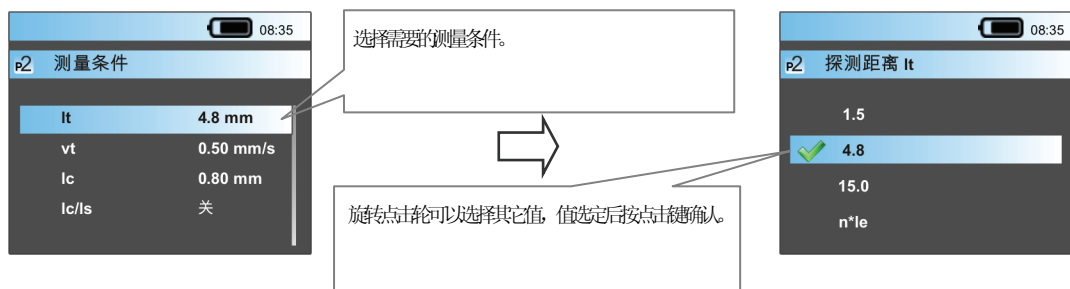 08:35
P2 测量条件
lt 4.8 mm
vt 0.50 mm/s
lc 0.80 mm
lc/ls 关
选择需要的测量条件。
旋转点击轮可以选择其它值，值选定后按点击键确认。
08:35
P2 探测距离 lt
1.5
4.8
15.0
n*le